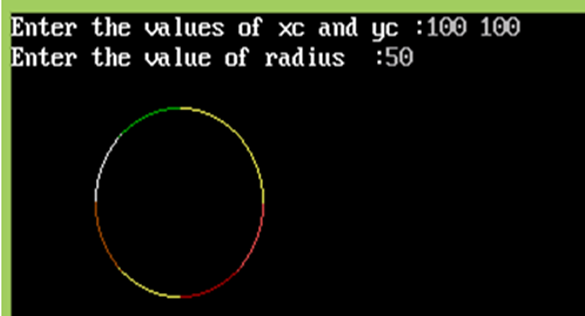 Enter the values of xc and yc :100 100
Enter the value of radius  :50